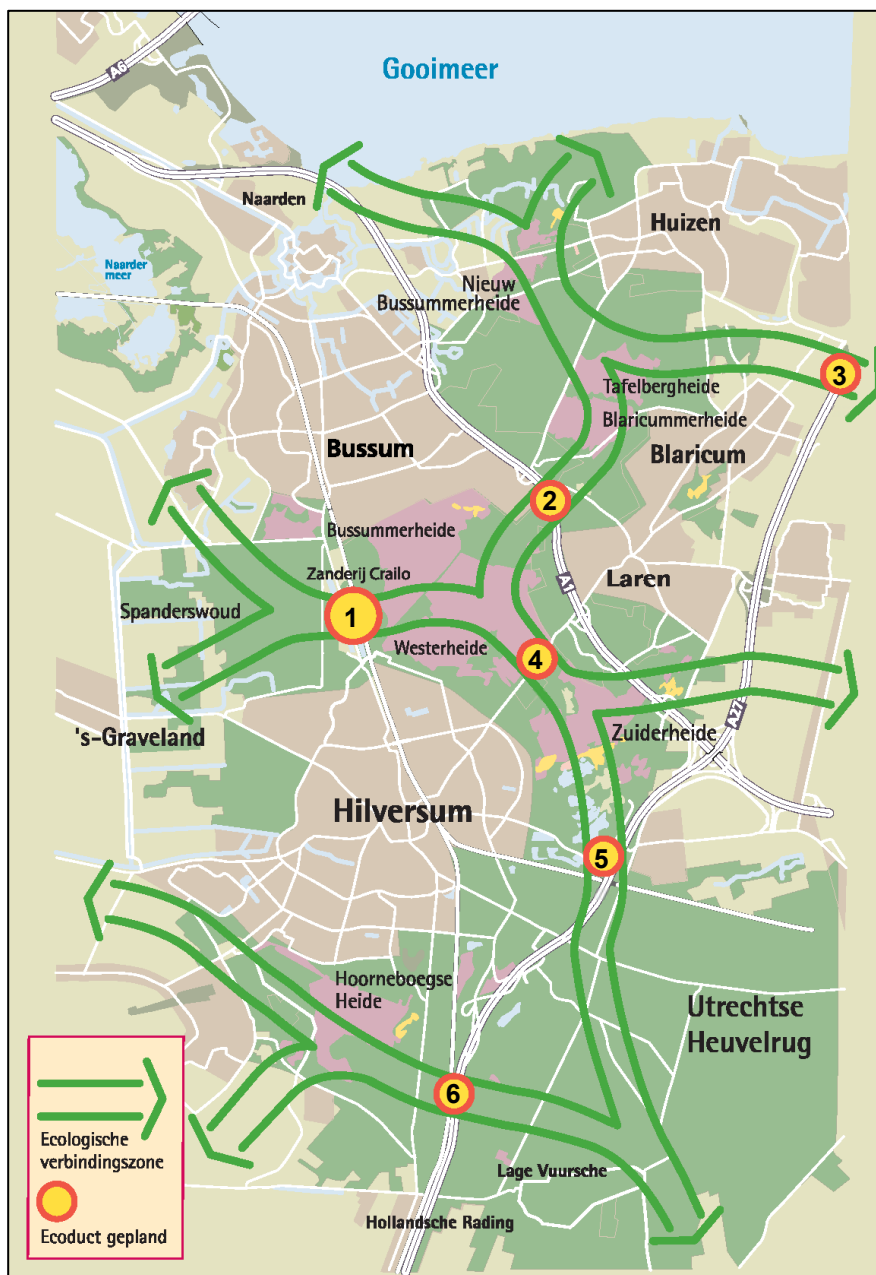 A6
Gooimeer
Naarden
Huizen
Naarder
meer
Nieuw
Bussummerheide
3
Tafelbergheide
Blaricummerheide
Bussum
Blaricum
2
Bussummerheide
Zanderij Crailo
A1
Laren
1
Spanderswoud
Westerheide
4
A27
's-Graveland
Zuiderheide
Hilversum
5
Hoorneboegse
Heide
Utrechtse
Heuvelrug
6
Ecologische
verbindingszone
Ecoduct gepland
Lage Vuursche
Hollandsche Rading